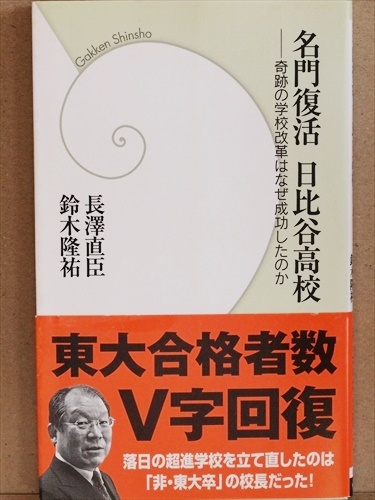 Gakken Shinsho
名門復活 日比谷高校
──奇跡の学校改革はなぜ成功したのか
長澤直臣
鈴木隆祐
東大合格者数
V字回復
落日の超進学校を立て直したのは
「非・東大卒」の校長だった!